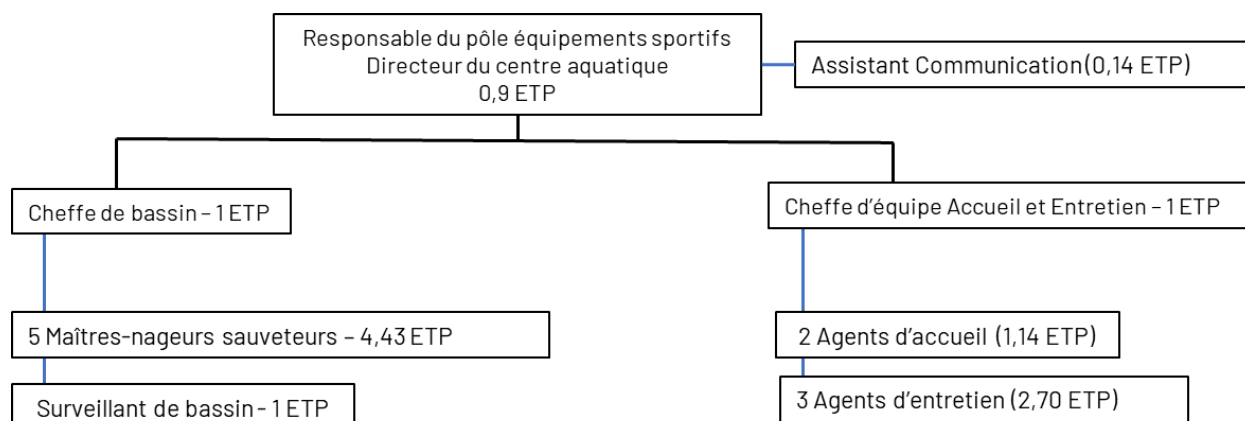 Responsable du pôle équipements sportifs
Directeur du centre aquatique
0,9 ETP
Assistant Communication (0,14 ETP)
Cheffe de bassin – 1 ETP
Cheffe d'équipe Accueil et Entretien – 1 ETP
5 Maîtres-nageurs sauveteurs – 4,43 ETP
2 Agents d'accueil (1,14 ETP)
Surveillant de bassin - 1 ETP
3 Agents d'entretien (2,70 ETP)